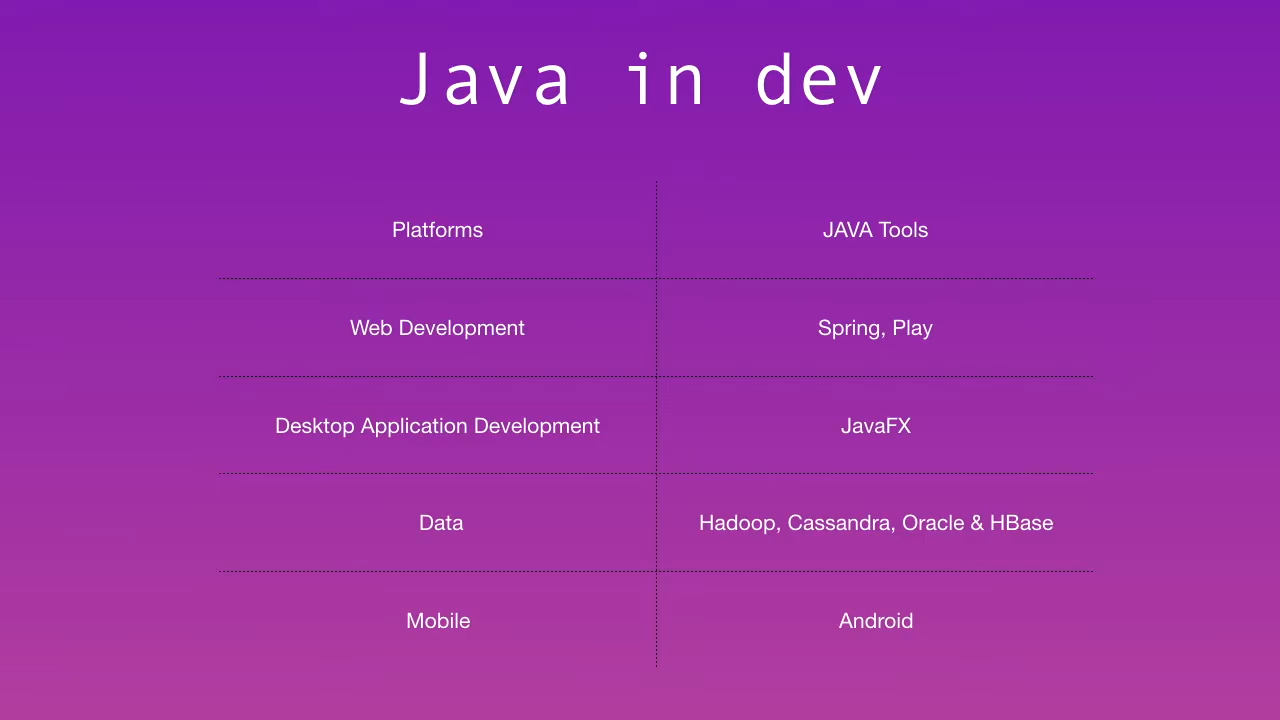 Java in dev
Platforms
JAVA Tools
Web Development
Spring, Play
Desktop Application Development
JavaFX
Data
Hadoop, Cassandra, Oracle & HBase
Mobile
Android